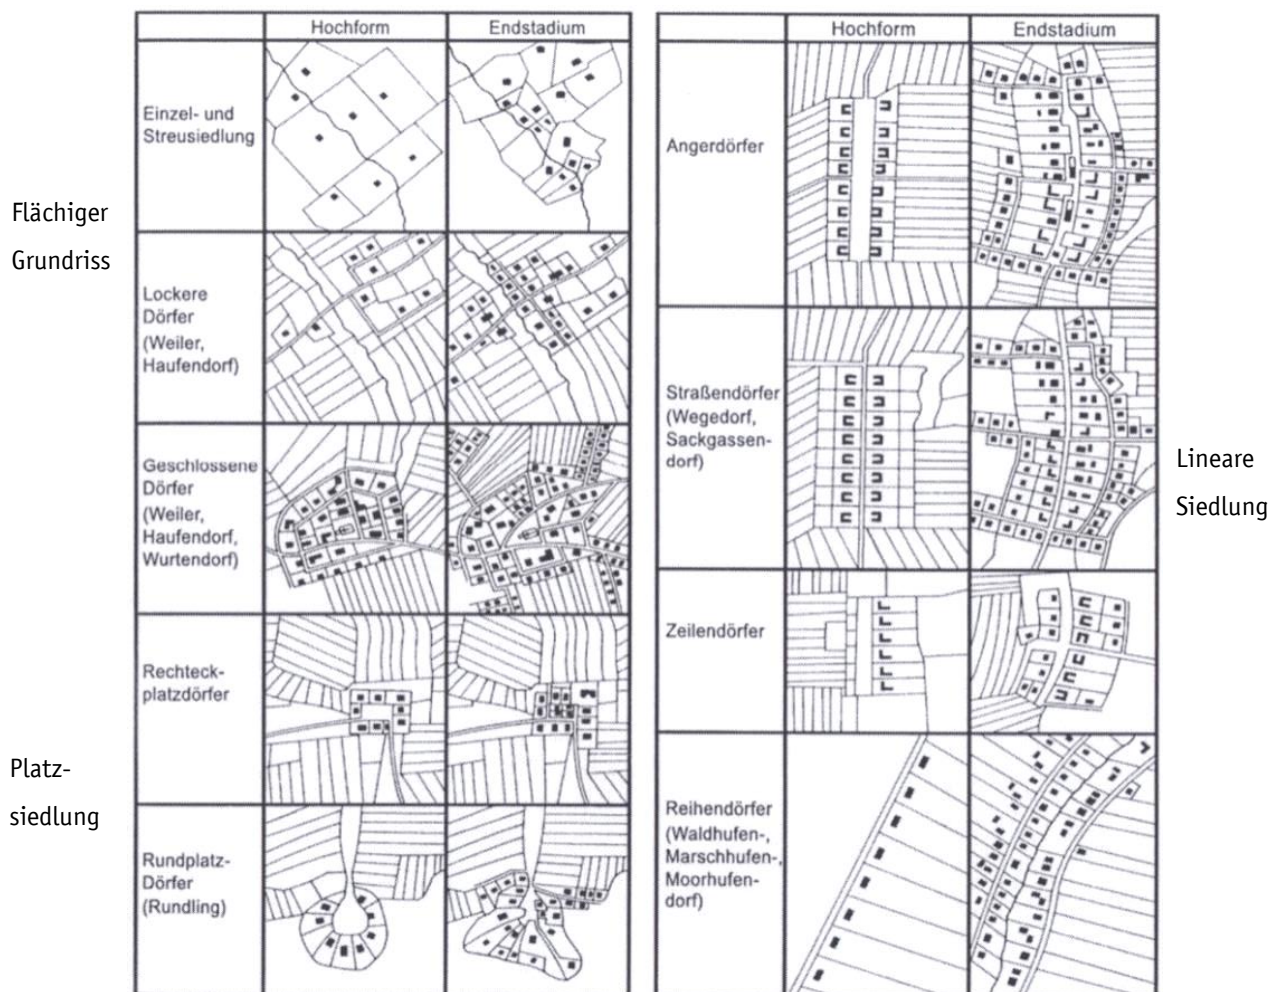 Hochform
Endstadium
Einzel- und
Streusiedlung
Flächiger
Grundriss
Lockere
Dörfer
(Weiler,
Haufendorf)
Geschlossene
Dörfer
(Weiler,
Haufendorf,
Wurtendorf)
Rechteck-
platzdörfer
Platz-
siedlung
Rundplatz-
Dörfer
(Rundling)
Hochform
Endstadium
Angerdörfer
Straßendörfer
(Wegedorf,
Sackgassen-
dorf)
Lineare
Siedlung
Zeilendörfer
Reihendörfer
(Waldhufen-,
Marschhufen-,
Moorhufen-
dorf)